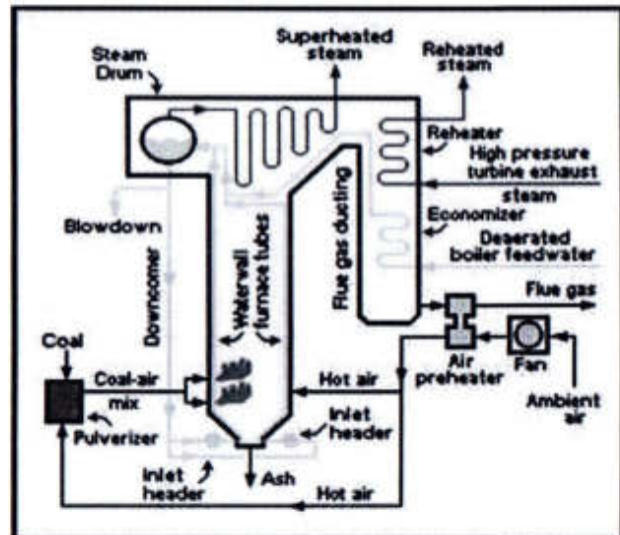 Superheated
steam
Reheated
steam
Steam
Drum
Reheater
High pressure
turbine exhaust
steam
Economizer
Deaerated
boiler feedwater
Blowdown
Downcomer
Waterwall
furnace tubes
Flue gas ducting
Flue gas
Coal
Coal-air
mix
Hot air
Air
preheater
Fan
Ambient
air
Pulverizer
Inlet
header
Inlet
header
Ash
Hot air